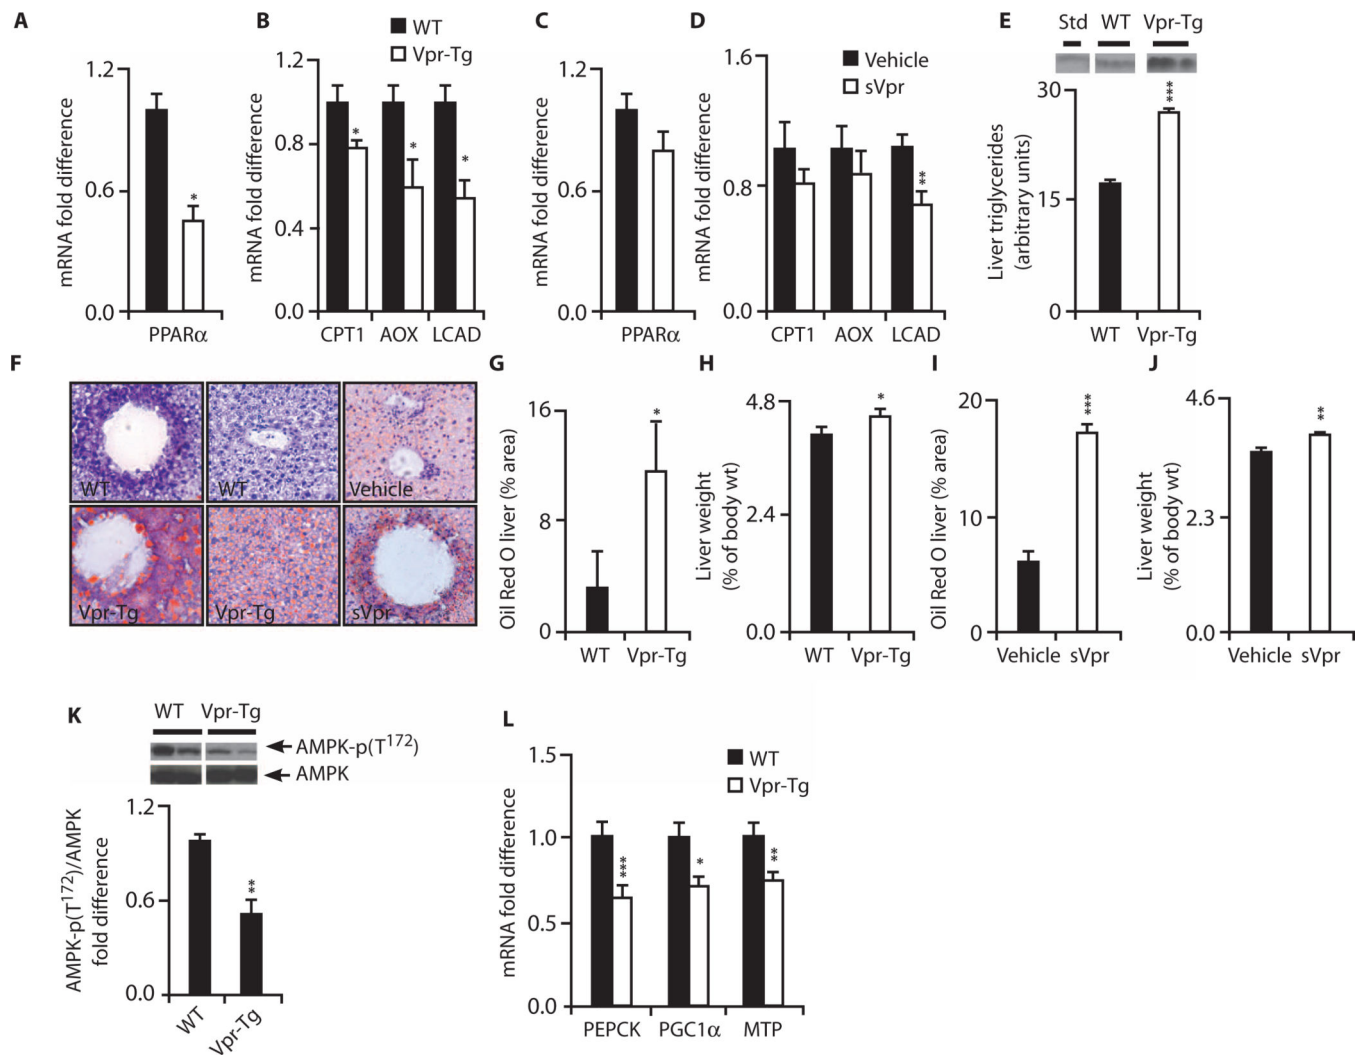 A
mRNA fold difference
1.2
0.6
0.0
*
PPARα
B
WT
Vpr-Tg
mRNA fold difference
1.2
0.8
0.4
0.0
*
*
*
CPT1 AOX LCAD
C
mRNA fold difference
1.2
0.6
0.0
PPARα
D
Vehicle
sVpr
mRNA fold difference
1.6
0.8
0.0
**
CPT1 AOX LCAD
E
Std WT Vpr-Tg
Liver triglycerides
(arbitrary units)
30
15
0
***
WT Vpr-Tg
F
WT
WT
Vehicle
Vpr-Tg
Vpr-Tg
sVpr
G
Oil Red O liver (% area)
16
8
0
*
WT Vpr-Tg
H
Liver weight
(% of body wt)
4.8
2.4
0.0
*
WT Vpr-Tg
I
Oil Red O liver (% area)
20
10
0
***
Vehicle sVpr
J
Liver weight
(% of body wt)
4.6
2.3
0.0
**
Vehicle sVpr
K
WT Vpr-Tg
AMPK-p(T172)
AMPK
AMPK-p(T172)/AMPK
fold difference
1.2
0.6
0.0
**
WT
Vpr-Tg
L
WT
Vpr-Tg
mRNA fold difference
1.5
1.0
0.5
0.0
***
*
**
PEPCK PGC1α MTP